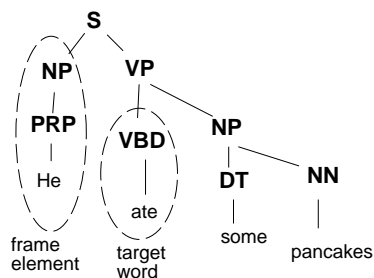 S
NP VP
PRP VBD NP
He DT NN
ate
some
pancakes
frame target
element word